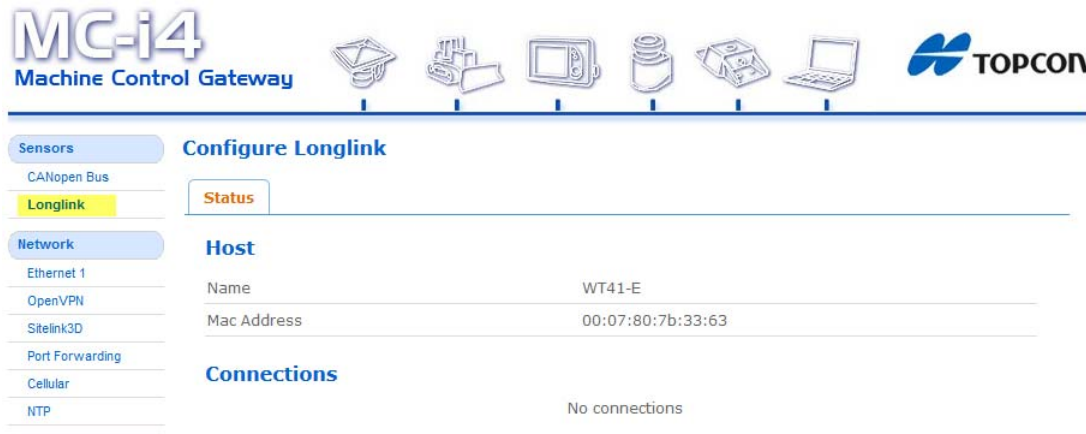 MC-i4
Machine Control Gateway
TOPCON
Sensors
CANopen Bus
Longlink
Network
Ethernet 1
OpenVPN
Sitelink3D
Port Forwarding
Cellular
NTP
Configure Longlink
Status
Host
Name WT41-E
Mac Address 00:07:80:7b:33:63
Connections
No connections